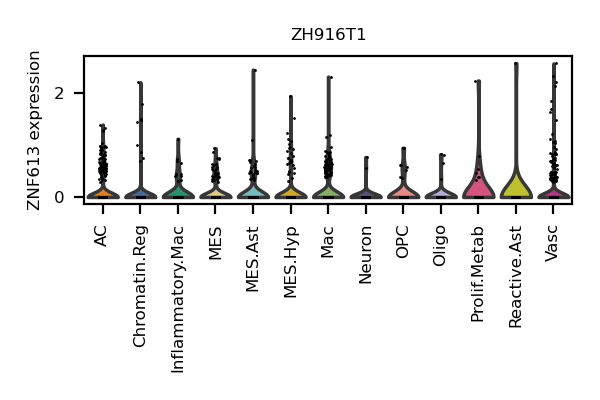 ZH916T1
ZNF613 expression
2
0
AC
Chromatin.Reg
Inflammatory.Mac
MES
MES.Ast
MES.Hyp
Mac
Neuron
OPC
Oligo
Prolif.Metab
Reactive.Ast
Vasc